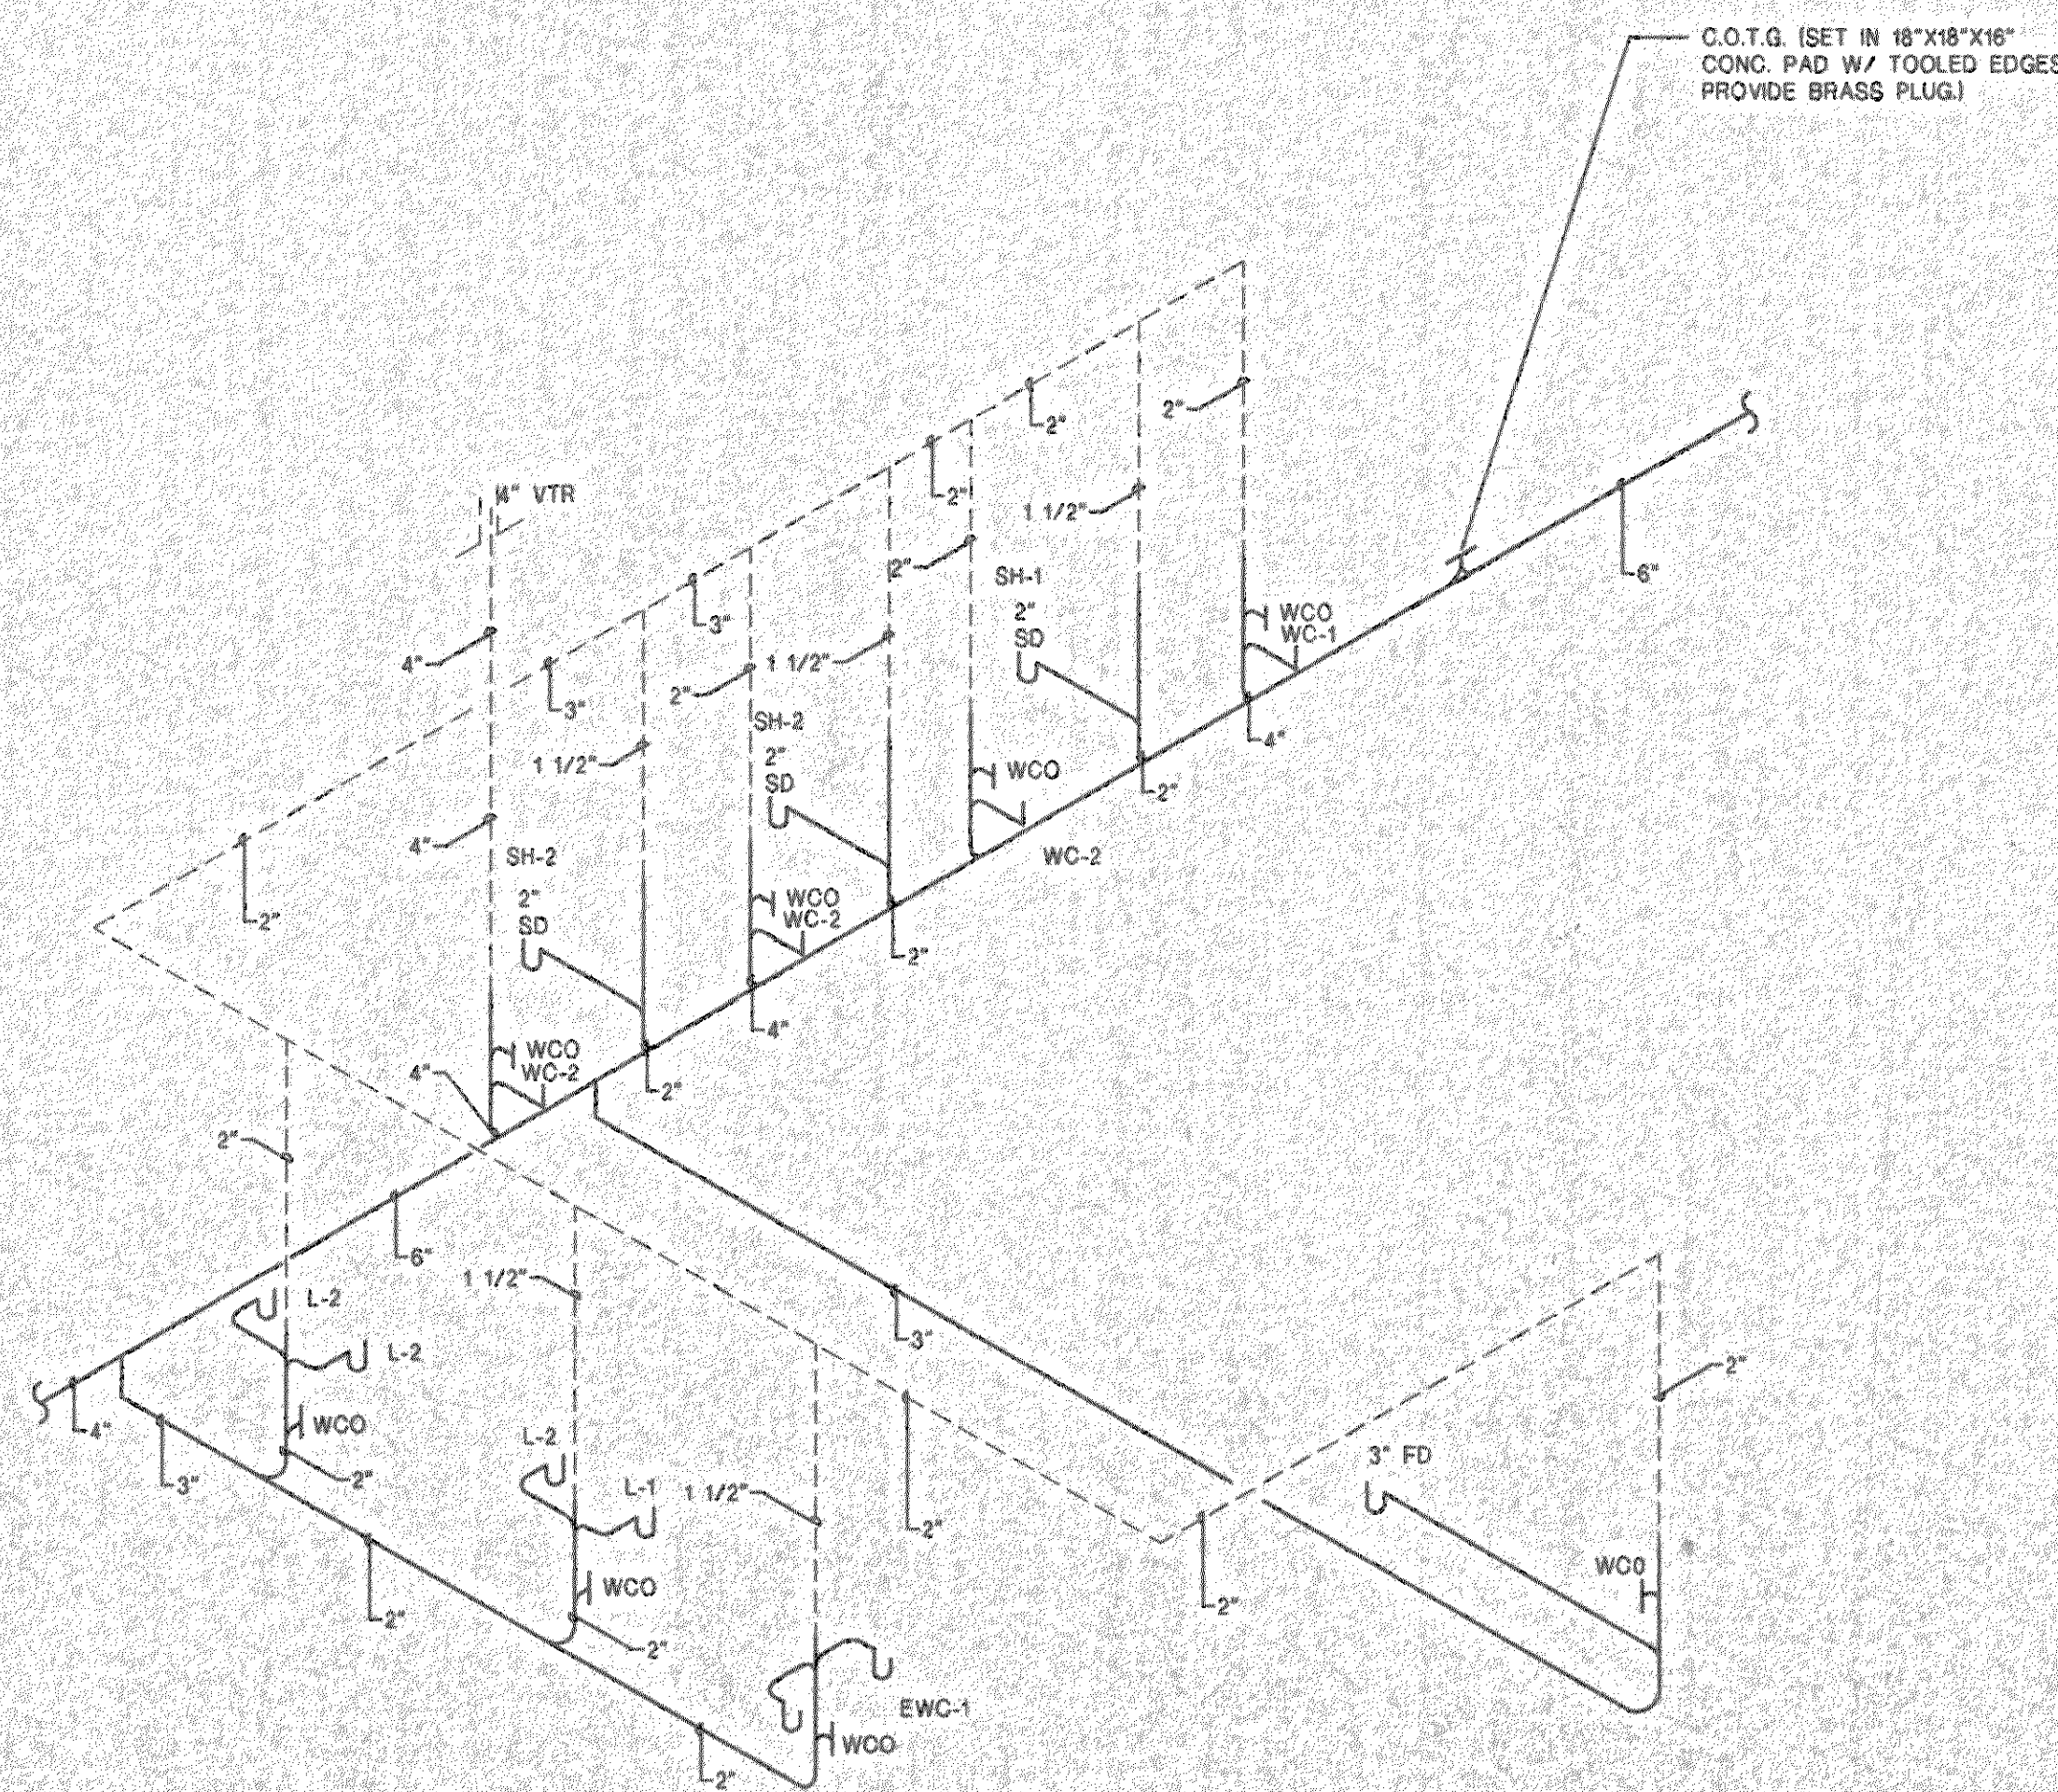 C.O.T.G. (SET IN 18"X18"X16"
CONC. PAD W/ TOOLED EDGES
PROVIDE BRASS PLUG.)
2"
2"
4" VTR
2"
1 1/2"
2"
SH-1
6"
3"
2"
SD
WCO
WC-1
4"
1 1/2"
3"
2"
SH-2
4"
1 1/2"
2"
SD
WCO
2"
4"
SH-2
WC-2
2"
2"
SD
WCO
WC-2
2"
4"
WCO
WC-2
4"
2"
2"
6"
1 1/2"
L-2
3"
L-2
2"
4"
WCO
L-2
3" FD
3"
2"
L-1
1 1/2"
2"
WCO
WCO
2"
2"
2"
EWC-1
WCO
2"